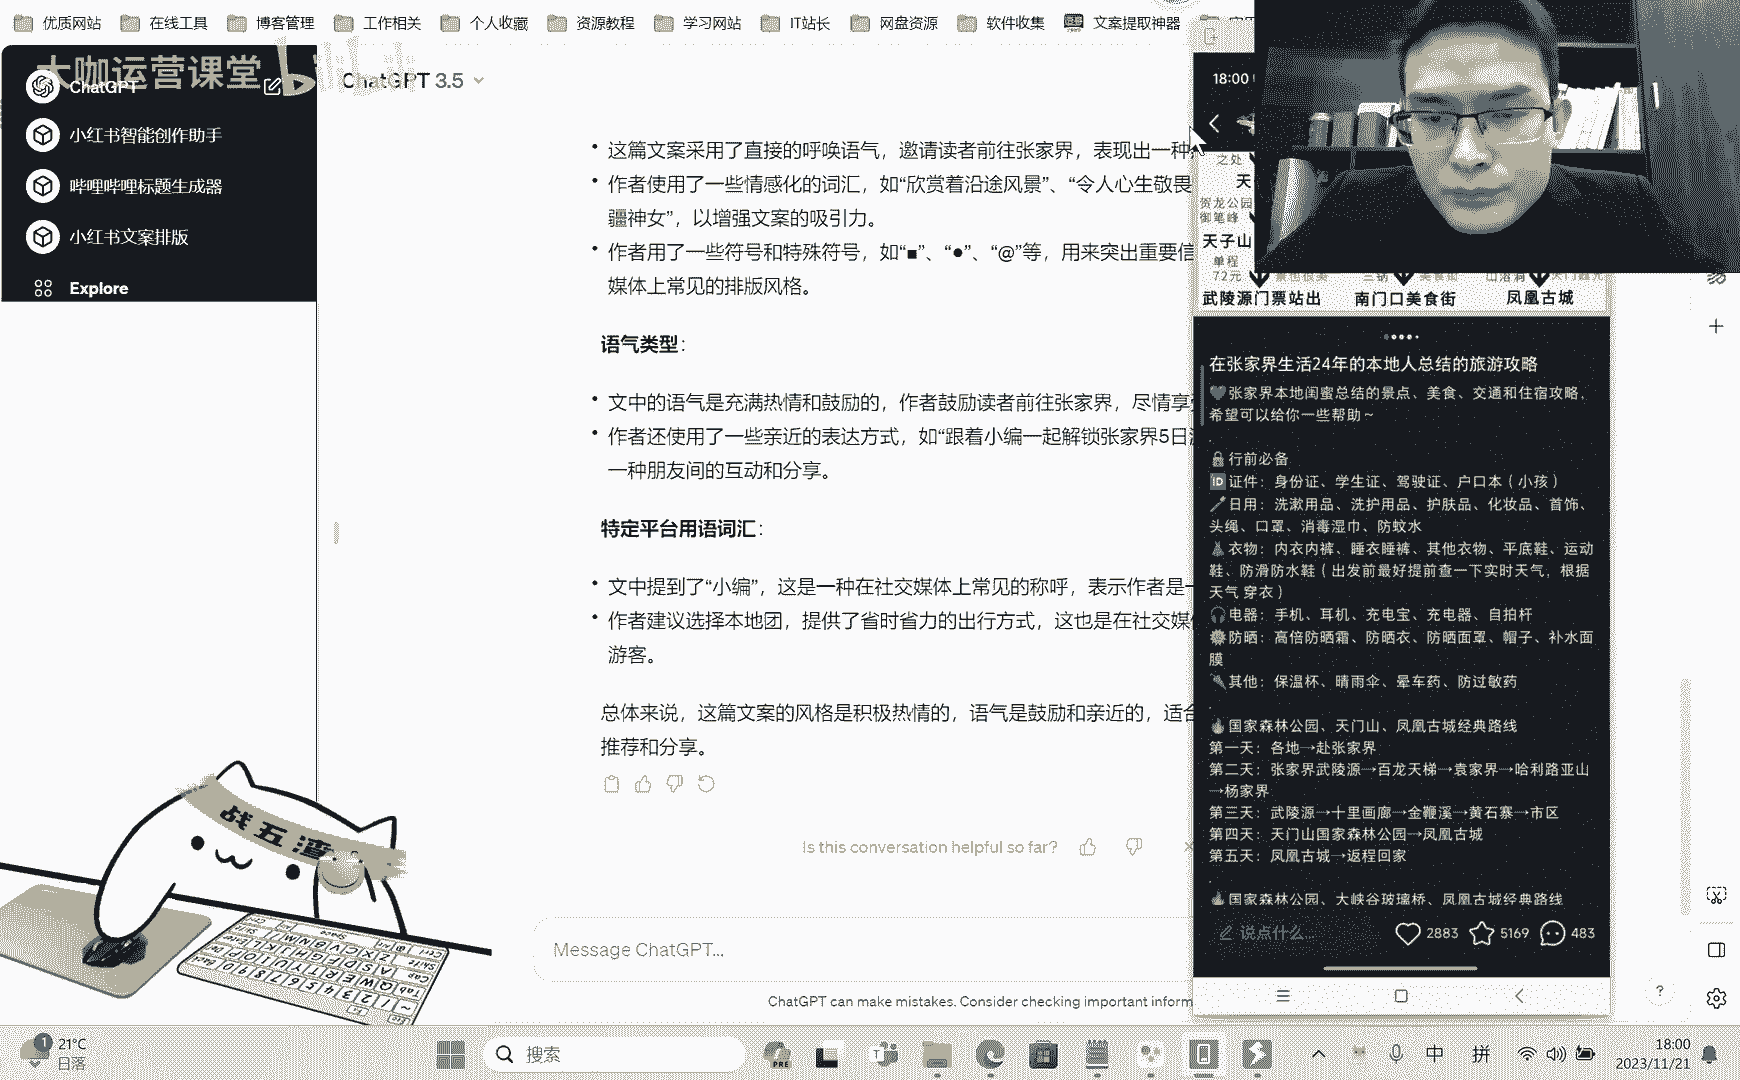 优质网站
在线工具
博客管理
工作相关
个人收藏
资源教程
学习网站
IT站长
网盘资源
软件收集
文案提取神器
大咖运营课堂
ChatGPT
小红书智能创作助手
哔哩哔哩标题生成器
小红书文案排版
Explore
ChatGPT 3.5
这篇文案采用了直接的呼唤语气，邀请读者前往张家界，表现出一种
作者使用了一些情感化的词汇，如“欣赏着沿途风景”、“令人心生敬畏
疆神女”，以增强文案的吸引力。
作者用了一些符号和特殊符号，如“■”、“●”、“@”等，用来突出重要信
媒体上常见的排版风格。
语气类型：
文中的语气是充满热情和鼓励的，作者鼓励读者前往张家界，尽情享
作者还使用了一些亲近的表达方式，如“跟着小编一起解锁张家界5日
一种朋友间的互动和分享。
特定平台用语词汇：
文中提到了“小编”，这是一种在社交媒体上常见的称呼，表示作者是一
作者建议选择本地团，提供了省时省力的出行方式，这也是在社交媒
游客。
总体来说，这篇文案的风格是积极热情的，语气是鼓励和亲近的，适合
推荐和分享。
Is this conversation helpful so far?
Message ChatGPT...
ChatGPT can make mistakes. Consider checking important inform
18:00
之处
天
贺龙公园
御笔峰
天子山
单程
72元
武陵源门票站出
南门口美食街
凤凰古城
在张家界生活24年的本地人总结的旅游攻略
🖤张家界本地闺蜜总结的景点、美食、交通和住宿攻略，
希望可以给你一些帮助～
.
🔒行前必备
🆔证件：身份证、学生证、驾驶证、户口本（小孩）
日用：洗漱用品、洗护用品、护肤品、化妆品、首饰、
头绳、口罩、消毒湿巾、防蚊水
衣物：内衣内裤、睡衣睡裤、其他衣物、平底鞋、运动
鞋、防滑防水鞋（出发前最好提前查一下实时天气，根据
天气 穿衣）
🎧电器：手机、耳机、充电宝、充电器、自拍杆
防晒：高倍防晒霜、防晒衣、防晒面罩、帽子、补水面
膜
其他：保温杯、晴雨伞、晕车药、防过敏药
.
🔥国家森林公园、天门山、凤凰古城经典路线
第一天：各地→赴张家界
第二天：张家界武陵源→百龙天梯→袁家界→哈利路亚山
→杨家界
第三天：武陵源→十里画廊→金鞭溪→黄石寨→市区
第四天：天门山国家森林公园→凤凰古城
第五天：凤凰古城→返程回家
.
🔥国家森林公园、大峡谷玻璃桥、凤凰古城经典路线
说点什么...
2883
5169
483
战五渣
21°C
日落
搜索
中
拼
18:00
2023/11/21